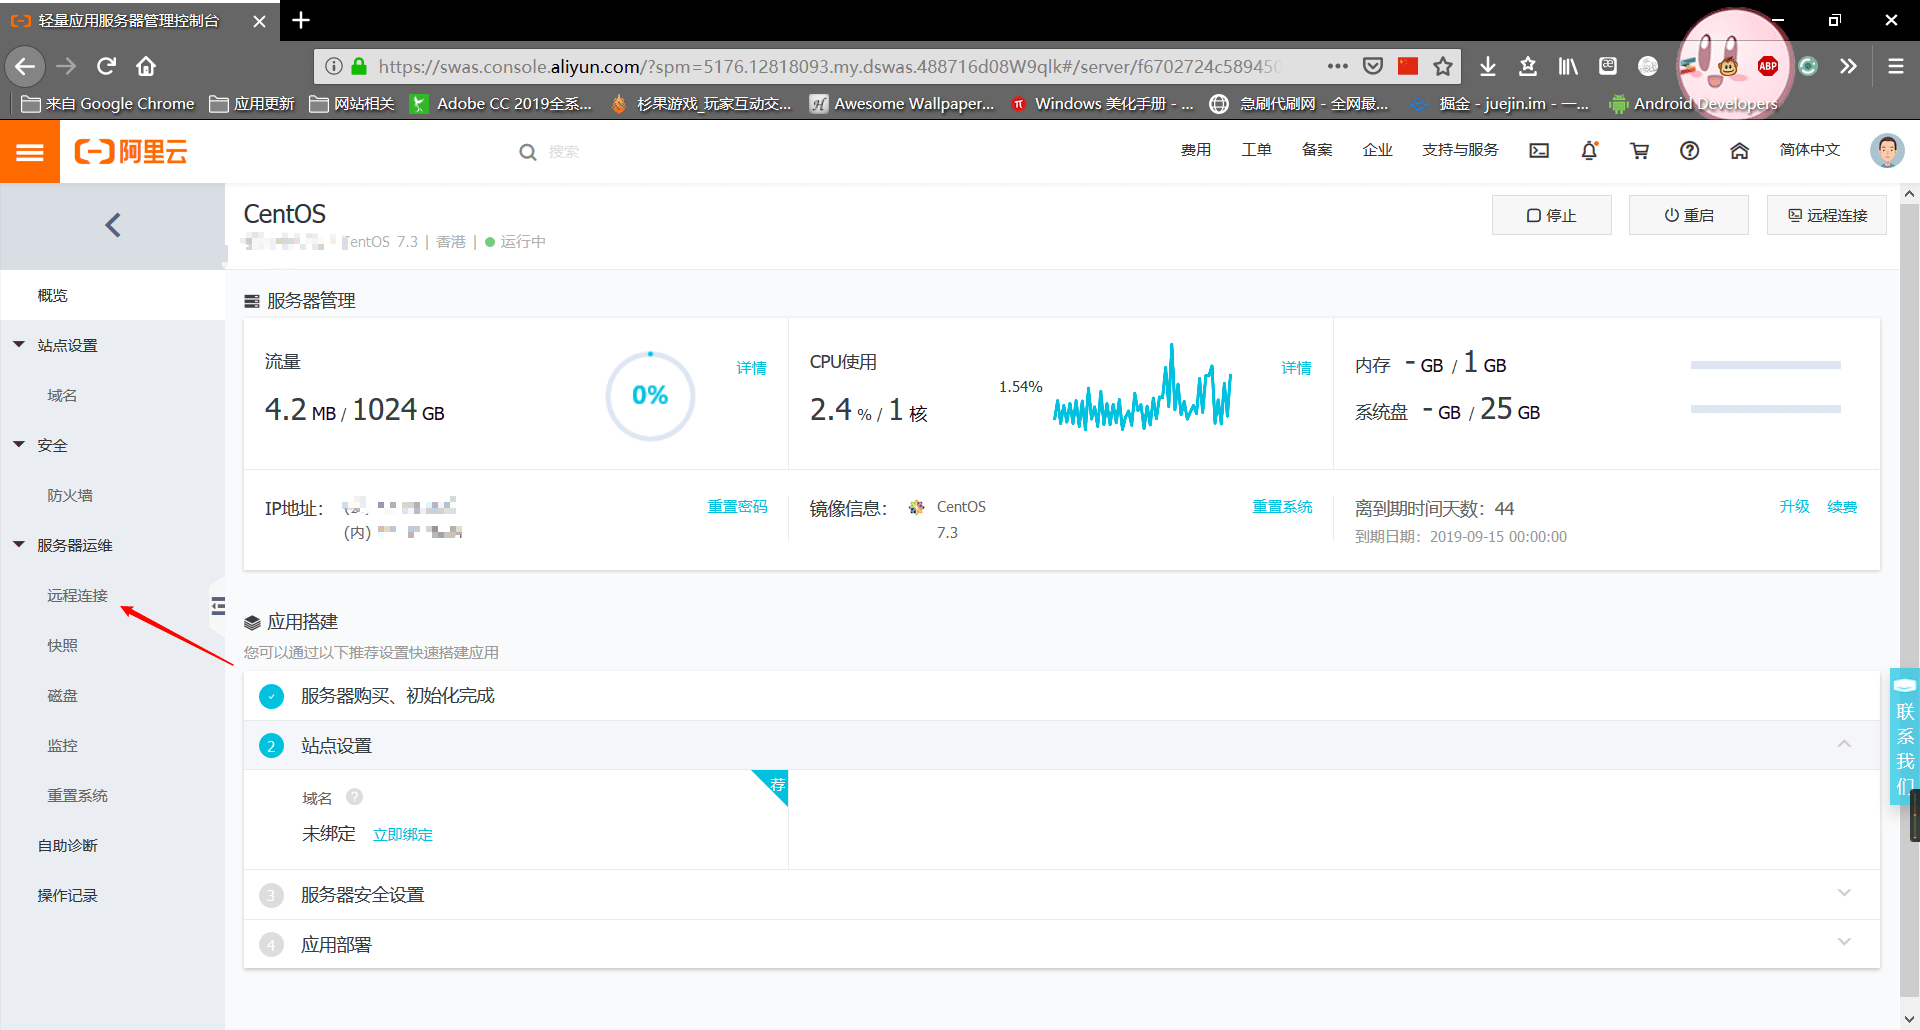 轻量应用服务器管理控制台
https://swas.console.aliyun.com/?spm=5176.12818093.my.dswas.488716d08W9qlk#/server/f6702724c589450
ABP
来自 Google Chrome
应用更新
网站相关
Adobe CC 2019全系...
杉果游戏_玩家互动交...
Awesome Wallpaper...
Windows 美化手册 - ...
急刷代刷网 - 全网最...
掘金 - juejin.im - 一...
Android Developers
阿里云
搜索
费用
工单
备案
企业
支持与服务
简体中文
CentOS
停止
重启
远程连接
CentOS 7.3 | 香港 | 运行中
概览
站点设置
域名
安全
防火墙
服务器运维
远程连接
快照
磁盘
监控
重置系统
自助诊断
操作记录
服务器管理
流量
详情
4.2 MB / 1024 GB
0%
CPU使用
详情
1.54%
2.4 % / 1 核
内存 - GB / 1 GB
系统盘 - GB / 25 GB
IP地址：
(内)
重置密码
镜像信息： CentOS
7.3
重置系统
离到期时间天数：44
升级 续费
到期日期：2019-09-15 00:00:00
应用搭建
您可以通过以下推荐设置快速搭建应用
服务器购买、初始化完成
2 站点设置
荐
域名 ?
未绑定 立即绑定
3 服务器安全设置
4 应用部署
联系我们